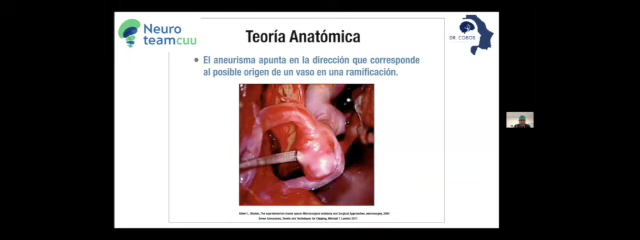 Neuro
teamcuu
Teoría Anatómica
DR COBOS
• El aneurisma apunta en la dirección que corresponde
al posible origen de un vaso en una ramificación.